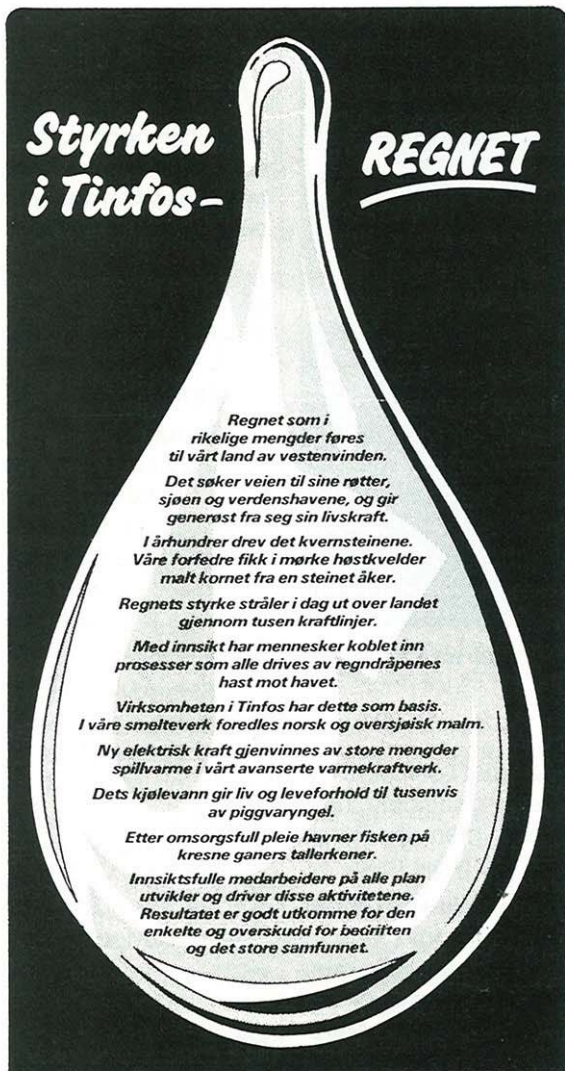 Styrken
i Tinfos-
REGNET
Regnet som i
rikelige mengder føres
til vårt land av vestenvinden.
Det søker veien til sine røtter,
sjøen og verdenshavene, og gir
generøst fra seg sin livskraft.
I århundrer drev det kvernsteinene.
Våre forfedre fikk i mørke høstkvelder
malt kornet fra en steinet åker.
Regnets styrke stråler i dag ut over landet
gjennom tusen kraftlinjer.
Med innsikt har mennesker koblet inn
prosesser som alle drives av regndråpenes
hast mot havet.
Virksomheten i Tinfos har dette som basis.
I våre smelteverk foredles norsk og oversjøisk malm.
Ny elektrisk kraft gjenvinnes av store mengder
spillvarme i vårt avanserte varmekraftverk.
Dets kjølevann gir liv og leveforhold til tusenvis
av piggvaryngel.
Etter omsorgsfull pleie havner fisken på
kresne ganers tallerkener.
Innsiktsfulle medarbeidere på alle plan
utvikler og driver disse aktivitetene.
Resultatet er godt utkomme for den
enkelte og overskudd for bedriften
og det store samfunnet.